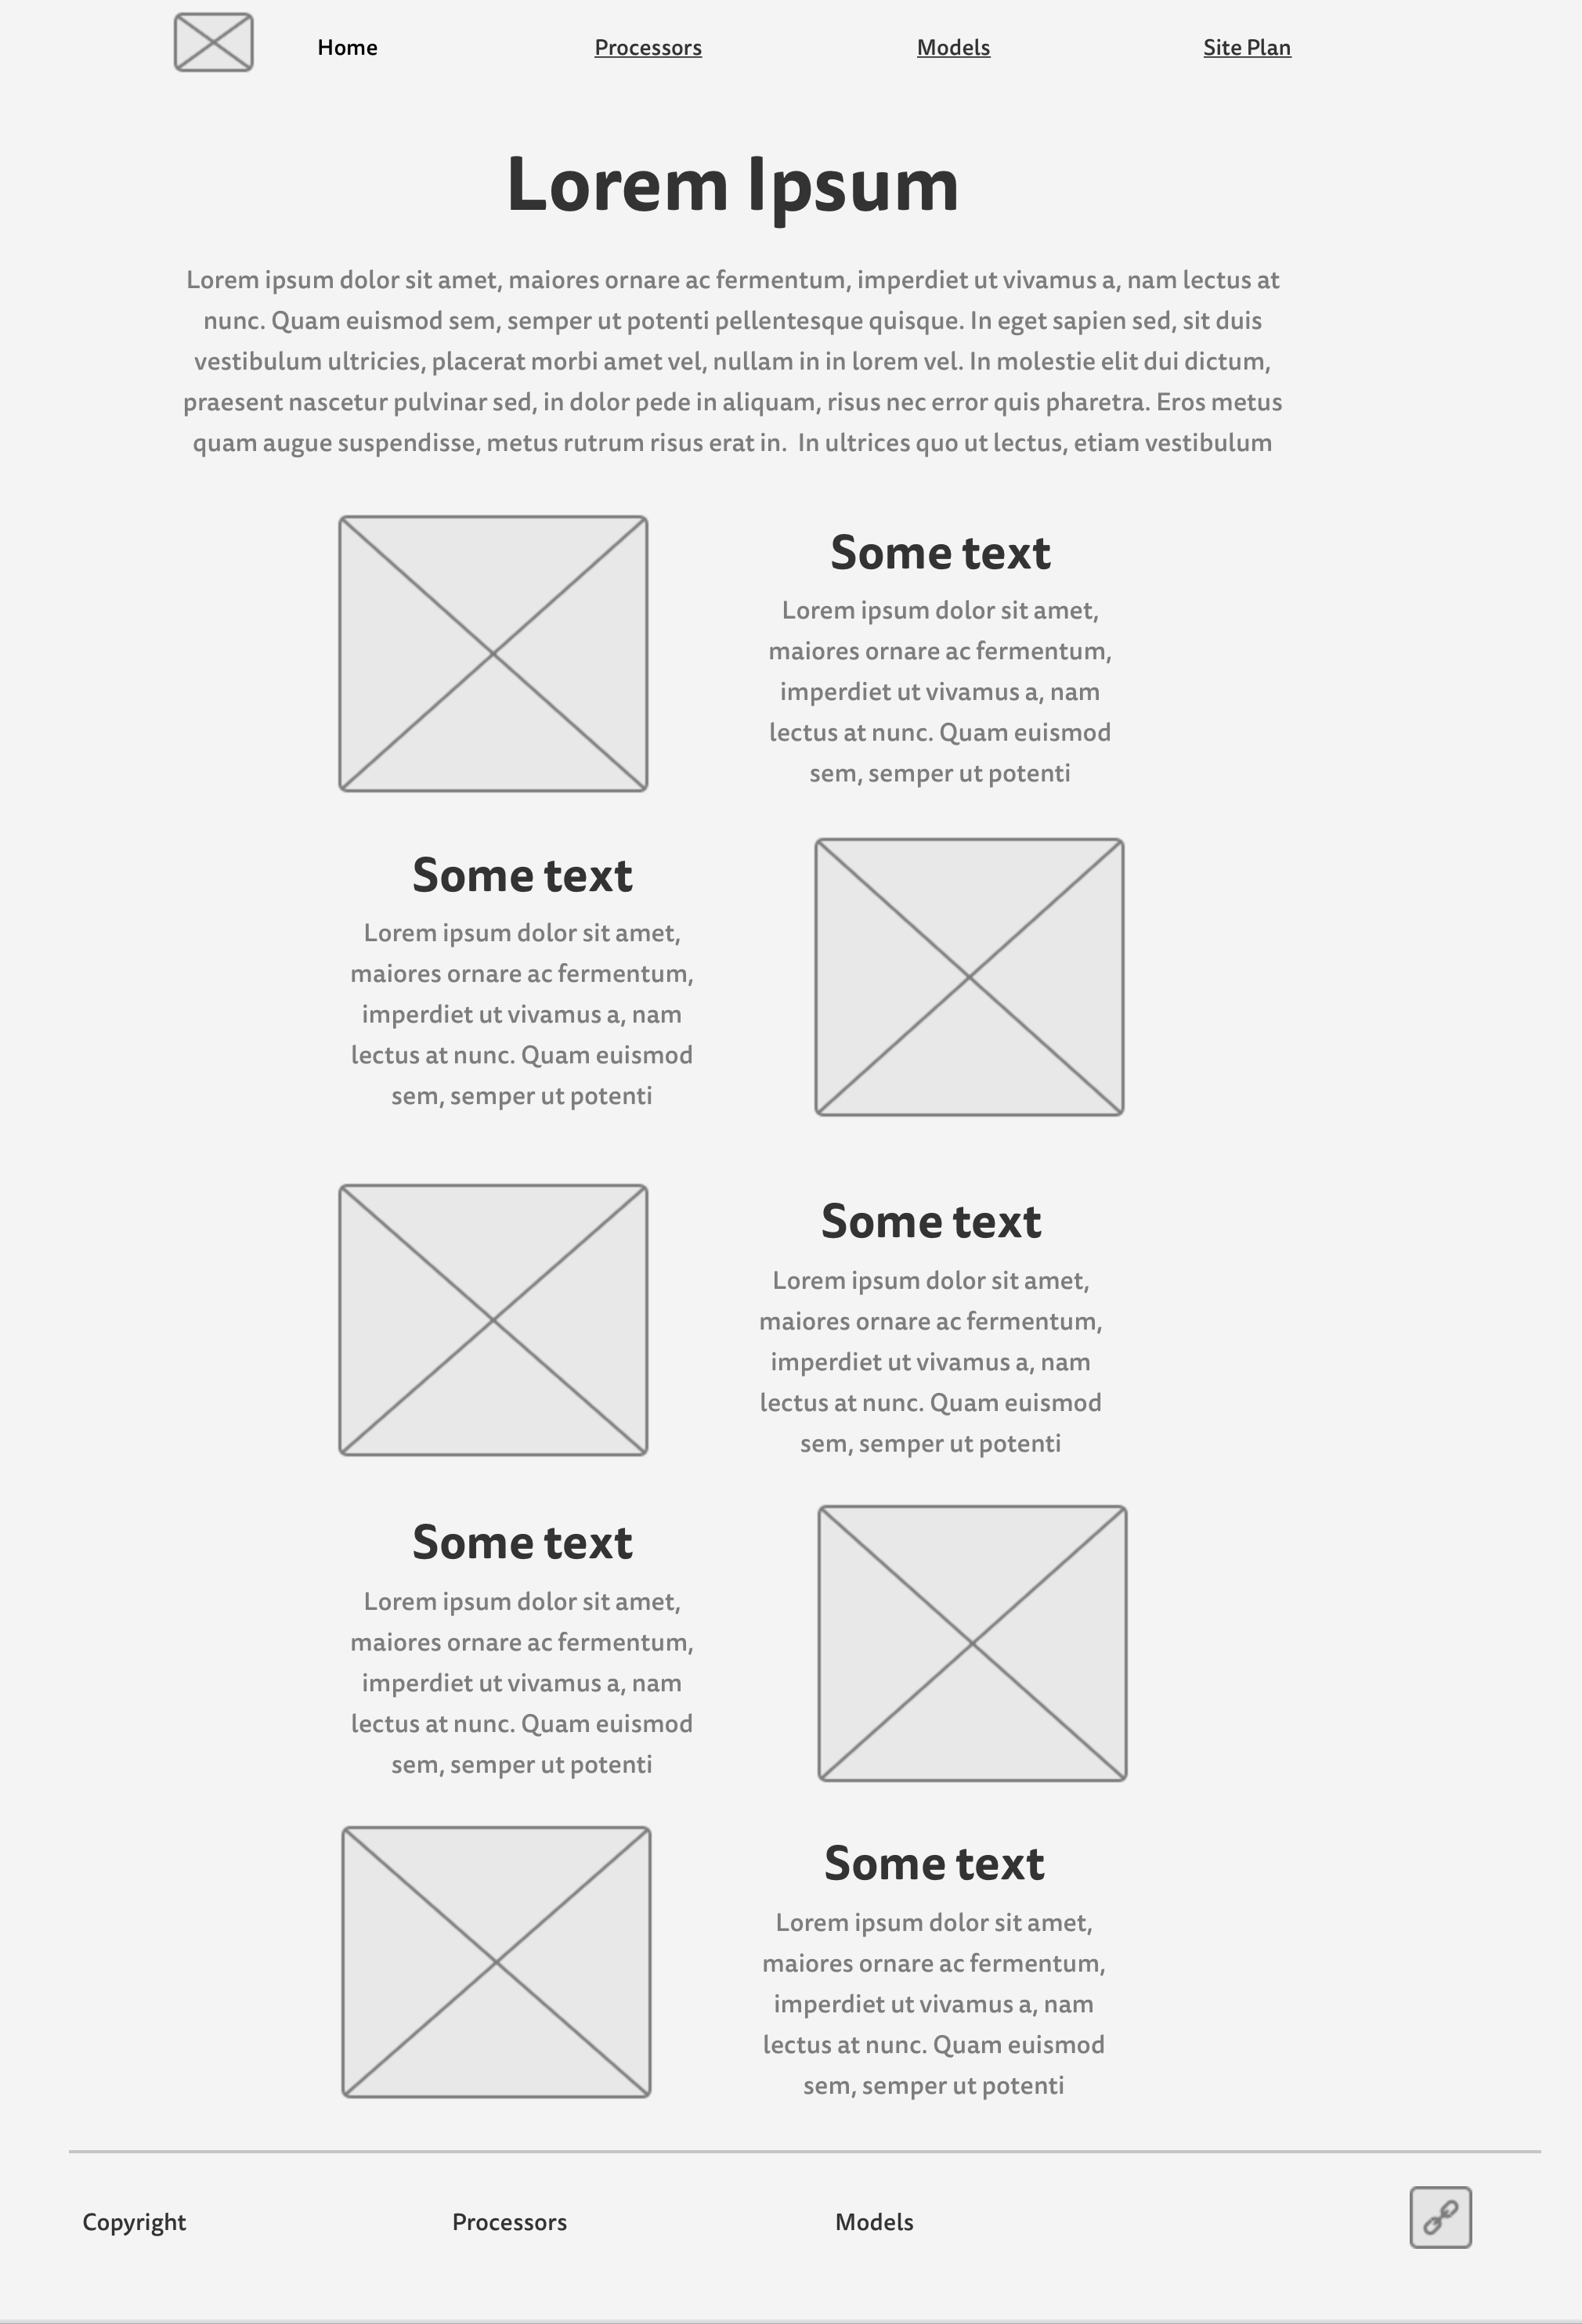 Home Processors Models Site Plan
Lorem Ipsum
Lorem ipsum dolor sit amet, maiores ornare ac fermentum, imperdiet ut vivamus a, nam lectus at
nunc. Quam euismod sem, semper ut potenti pellentesque quisque. In eget sapien sed, sit duis
vestibulum ultricies, placerat morbi amet vel, nullam in in lorem vel. In molestie elit dui dictum,
praesent nascetur pulvinar sed, in dolor pede in aliquam, risus nec error quis pharetra. Eros metus
quam augue suspendisse, metus rutrum risus erat in.  In ultrices quo ut lectus, etiam vestibulum
Some text
Lorem ipsum dolor sit amet,
maiores ornare ac fermentum,
imperdiet ut vivamus a, nam
lectus at nunc. Quam euismod
sem, semper ut potenti
Some text
Lorem ipsum dolor sit amet,
maiores ornare ac fermentum,
imperdiet ut vivamus a, nam
lectus at nunc. Quam euismod
sem, semper ut potenti
Some text
Lorem ipsum dolor sit amet,
maiores ornare ac fermentum,
imperdiet ut vivamus a, nam
lectus at nunc. Quam euismod
sem, semper ut potenti
Some text
Lorem ipsum dolor sit amet,
maiores ornare ac fermentum,
imperdiet ut vivamus a, nam
lectus at nunc. Quam euismod
sem, semper ut potenti
Some text
Lorem ipsum dolor sit amet,
maiores ornare ac fermentum,
imperdiet ut vivamus a, nam
lectus at nunc. Quam euismod
sem, semper ut potenti
Copyright Processors Models